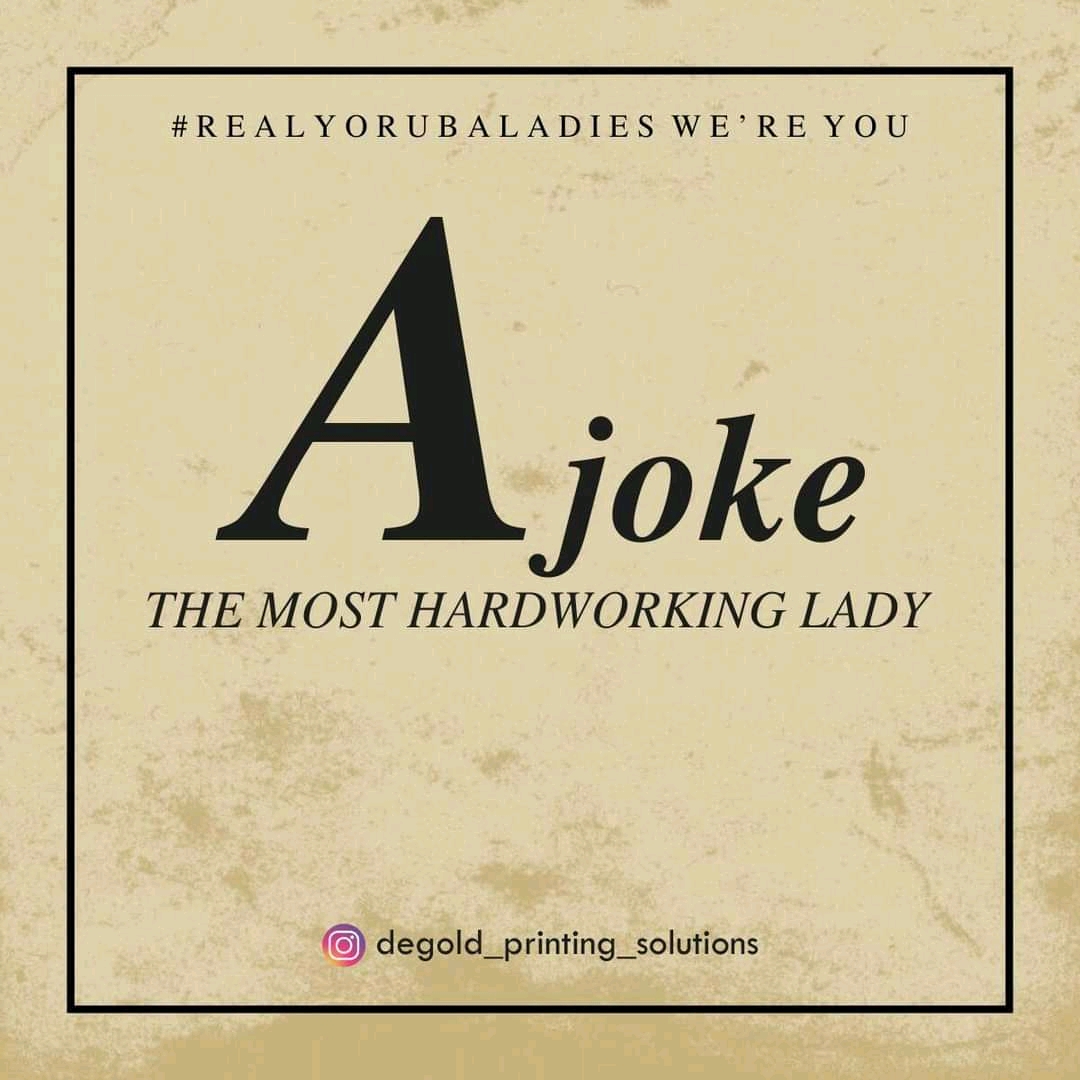 #REALYORUBALADIES WE’RE YOU
Ajoke
THE MOST HARDWORKING LADY
degold_printing_solutions